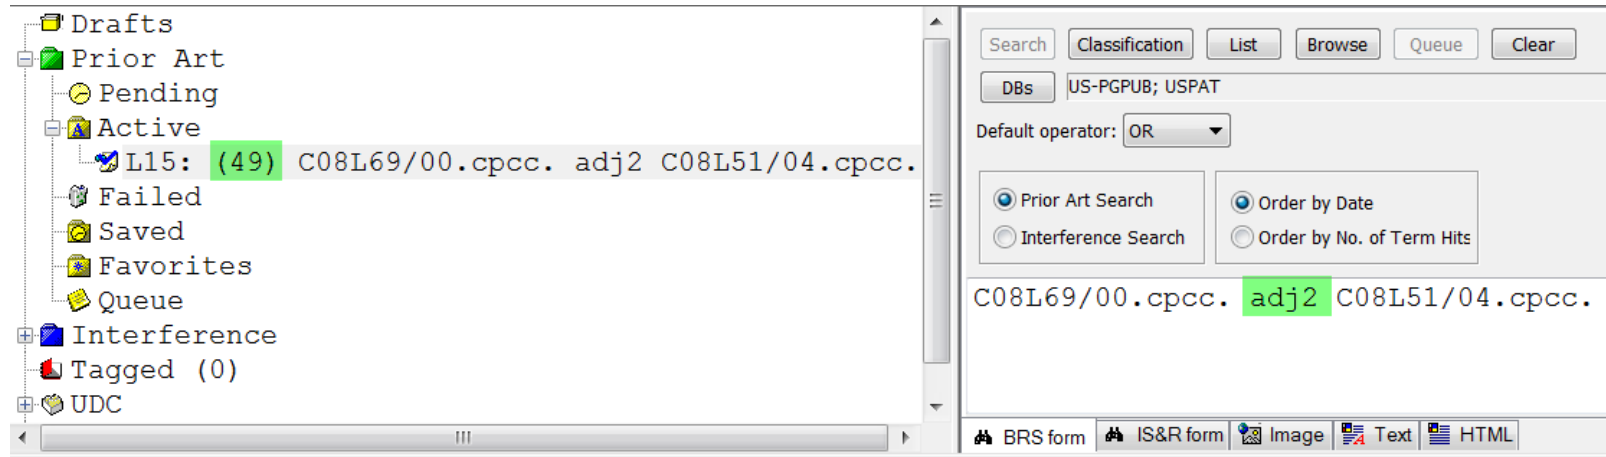 Drafts
Prior Art
Pending
Active
L15: (49) C08L69/00.cpcc. adj2 C08L51/04.cpcc.
Failed
Saved
Favorites
Queue
Interference
Tagged (0)
UDC
Search Classification List Browse Queue Clear
DBs US-PGPUB; USPAT
Default operator: OR
Prior Art Search
Interference Search
Order by Date
Order by No. of Term Hits
C08L69/00.cpcc. adj2 C08L51/04.cpcc.
BRS form IS&R form Image Text HTML